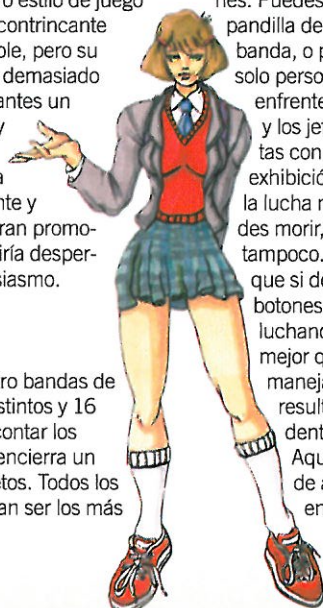 o estilo de juego
contrincante
ble, pero su
demasiado
antes un
y
a
nte y
ran promo-
iría desper-
siasmo.
ro bandas de
stintos y 16
contar los
encierra un
etos. Todos los
an ser los más
nes. Puedes
pandilla de
banda, o p
solo perso
enfrente
y los jef
tas con
exhibició
la lucha n
des morir,
tampoco.
que si de
botones
luchand
mejor q
maneja
result
dent
Aqu
de a
en